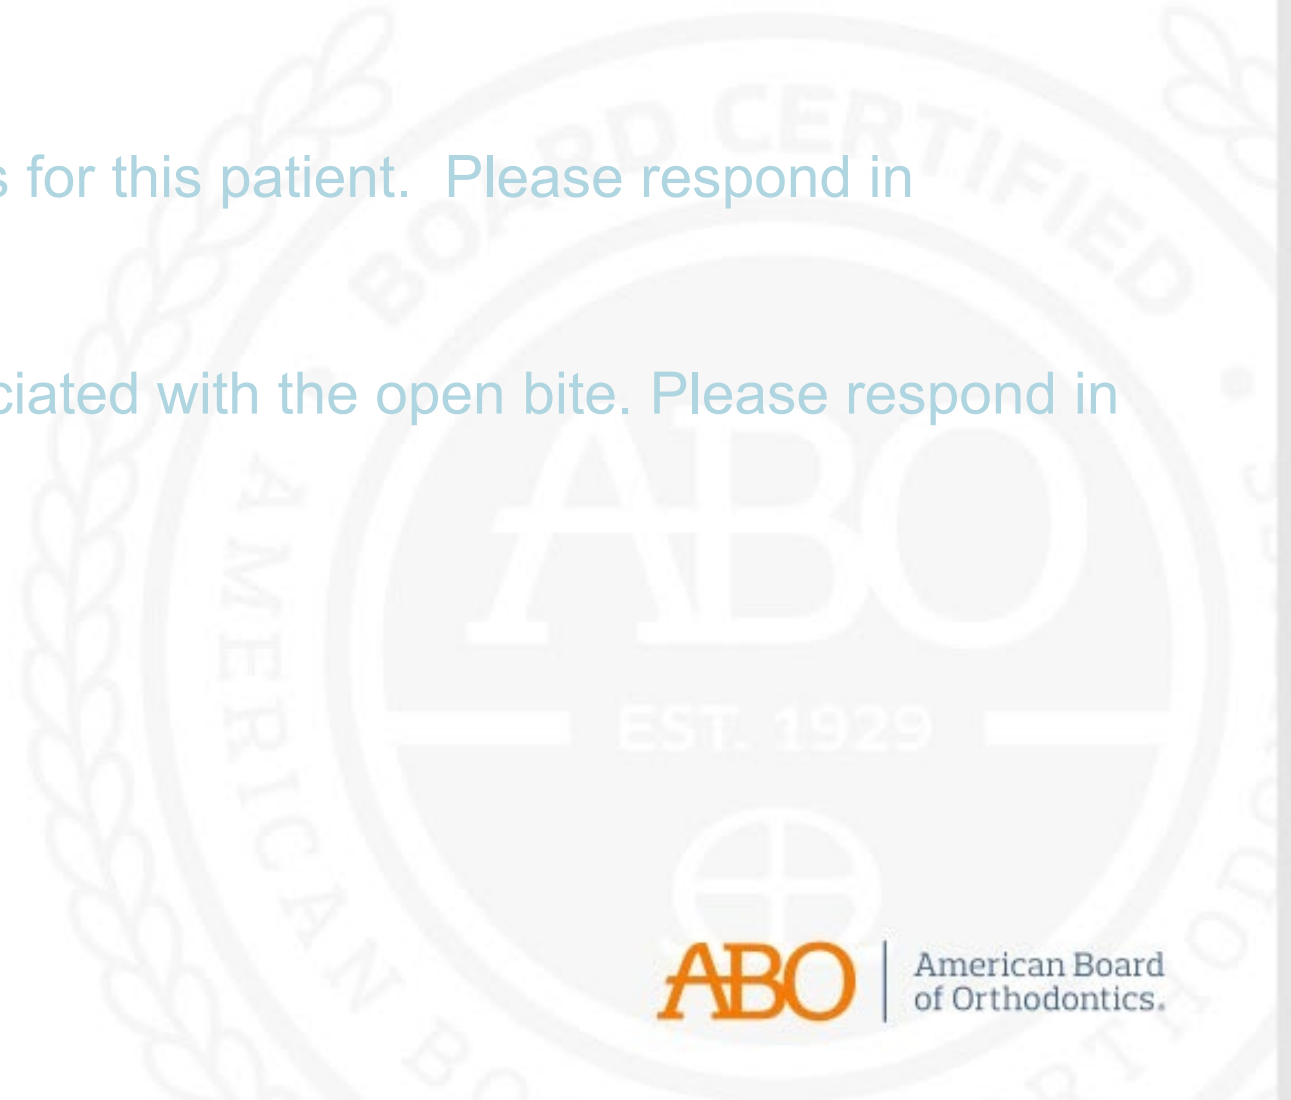 BOARD CERTIFIED
s for this patient.  Please respond in
ciated with the open bite. Please respond in
ABO
EST. 1929
AMERICAN BO
ABO
American Board
of Orthodontics.